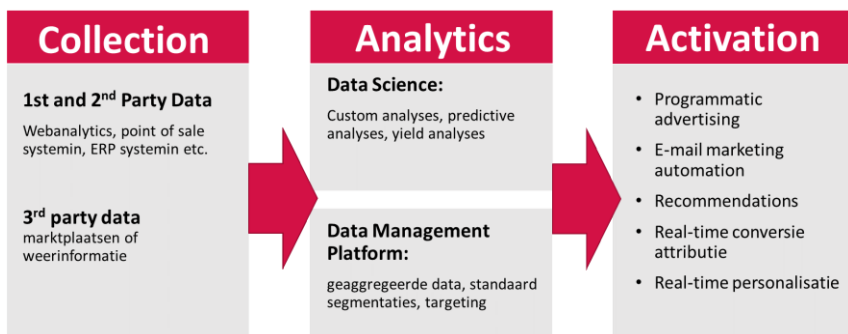 Collection
1st and 2nd Party Data
Webanalytics, point of sale
systemin, ERP systemin etc.
3rd party data
marktplaatsen of
weerinformatie
Analytics
Data Science:
Custom analyses, predictive
analyses, yield analyses
Data Management
Platform:
geaggregeerde data, standaard
segmentaties, targeting
Activation
• Programmatic
advertising
• E-mail marketing
automation
• Recommendations
• Real-time conversie
attributie
• Real-time personalisatie